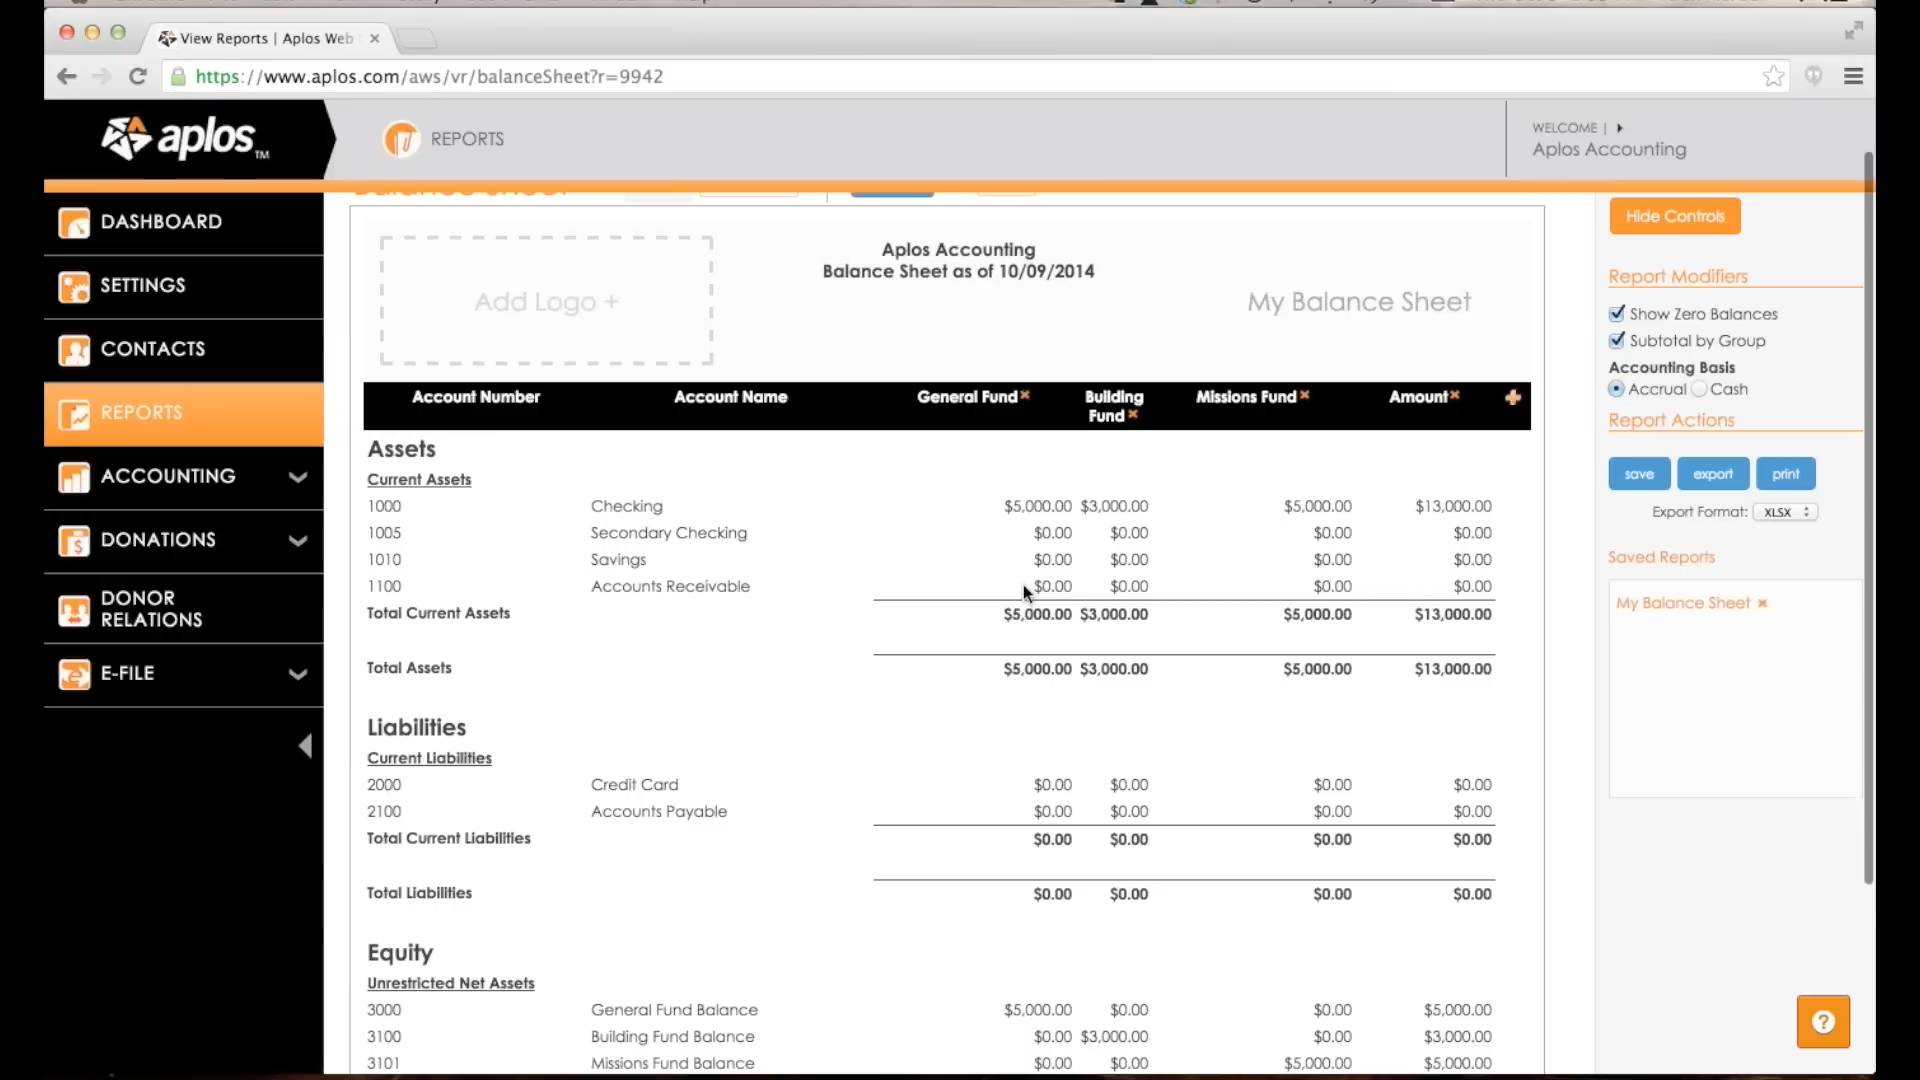 View Reports | Aplos Web
https://www.aplos.com/aws/vr/balanceSheet?r=9942
aplos TM
REPORTS
WELCOME |
Aplos Accounting
DASHBOARD
SETTINGS
CONTACTS
REPORTS
ACCOUNTING
DONATIONS
DONOR
RELATIONS
E-FILE
Add Logo +
Aplos Accounting
Balance Sheet as of 10/09/2014
My Balance Sheet
Account Number Account Name General Fund Building Fund Missions Fund Amount
Assets
Current Assets
1000 Checking $5,000.00 $3,000.00 $5,000.00 $13,000.00
1005 Secondary Checking $0.00 $0.00 $0.00 $0.00
1010 Savings $0.00 $0.00 $0.00 $0.00
1100 Accounts Receivable $0.00 $0.00 $0.00 $0.00
Total Current Assets $5,000.00 $3,000.00 $5,000.00 $13,000.00
Total Assets $5,000.00 $3,000.00 $5,000.00 $13,000.00
Liabilities
Current Liabilities
2000 Credit Card $0.00 $0.00 $0.00 $0.00
2100 Accounts Payable $0.00 $0.00 $0.00 $0.00
Total Current Liabilities $0.00 $0.00 $0.00 $0.00
Total Liabilities $0.00 $0.00 $0.00 $0.00
Equity
Unrestricted Net Assets
3000 General Fund Balance $5,000.00 $0.00 $0.00 $5,000.00
3100 Building Fund Balance $0.00 $3,000.00 $0.00 $3,000.00
3101 Missions Fund Balance $0.00 $0.00 $5,000.00 $5,000.00
Hide Controls
Report Modifiers
Show Zero Balances
Subtotal by Group
Accounting Basis
Accrual Cash
Report Actions
save export print
Export Format: XLSX
Saved Reports
My Balance Sheet
?